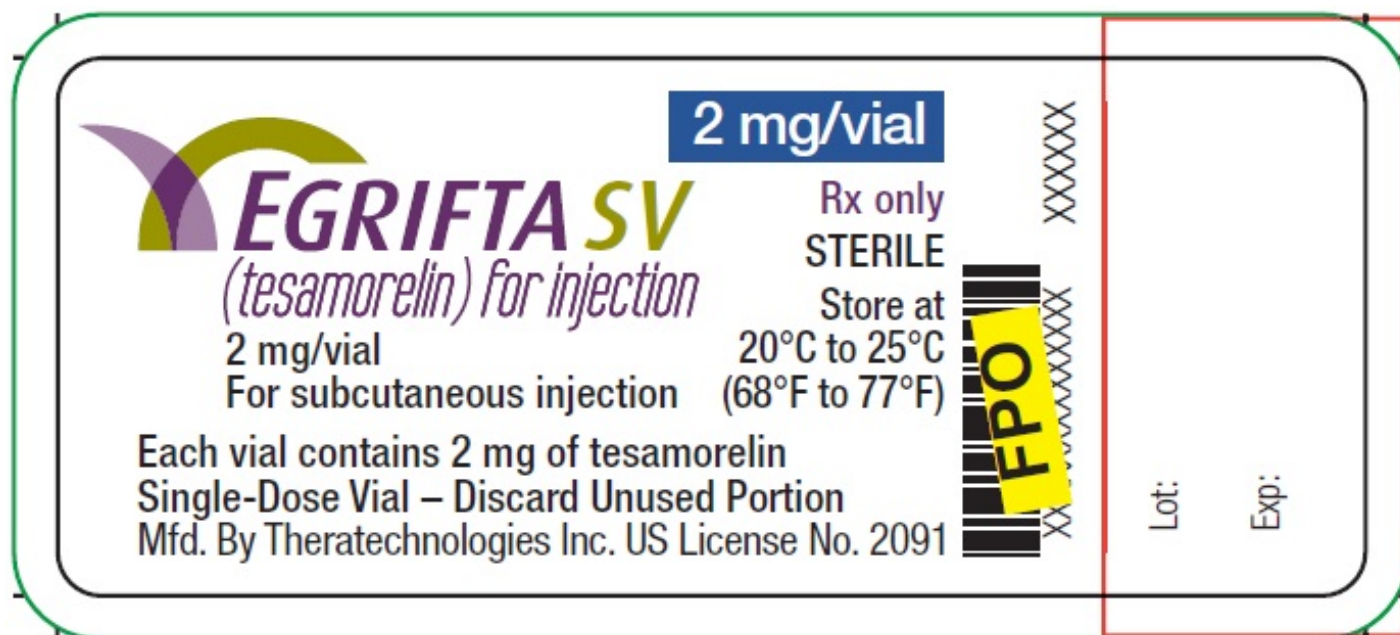 2 mg/vial
EGRIFTA SV
(tesamorelin) for injection
2 mg/vial
For subcutaneous injection
Rx only
STERILE
Store at
20°C to 25°C
(68°F to 77°F)
Each vial contains 2 mg of tesamorelin
Single-Dose Vial – Discard Unused Portion
Mfd. By Theratechnologies Inc. US License No. 2091
XXXXXX
FPO
Lot:
Exp: